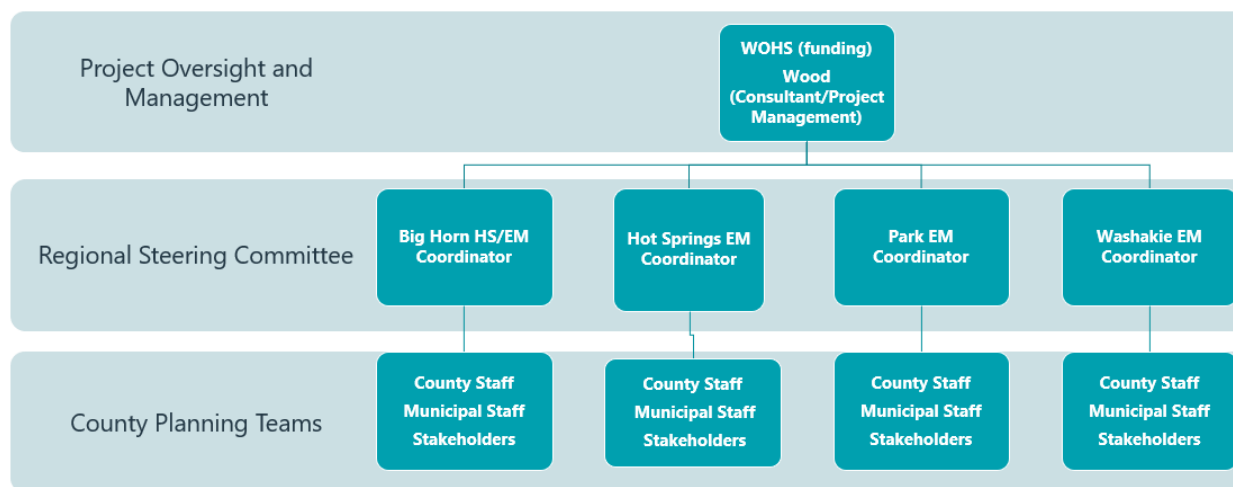 Project Oversight and
Management
WOHS (funding)
Wood
(Consultant/Project
Management)
Regional Steering Committee
Big Horn HS/EM
Coordinator
Hot Springs EM
Coordinator
Park EM
Coordinator
Washakie EM
Coordinator
County Planning Teams
County Staff
Municipal Staff
Stakeholders
County Staff
Municipal Staff
Stakeholders
County Staff
Municipal Staff
Stakeholders
County Staff
Municipal Staff
Stakeholders